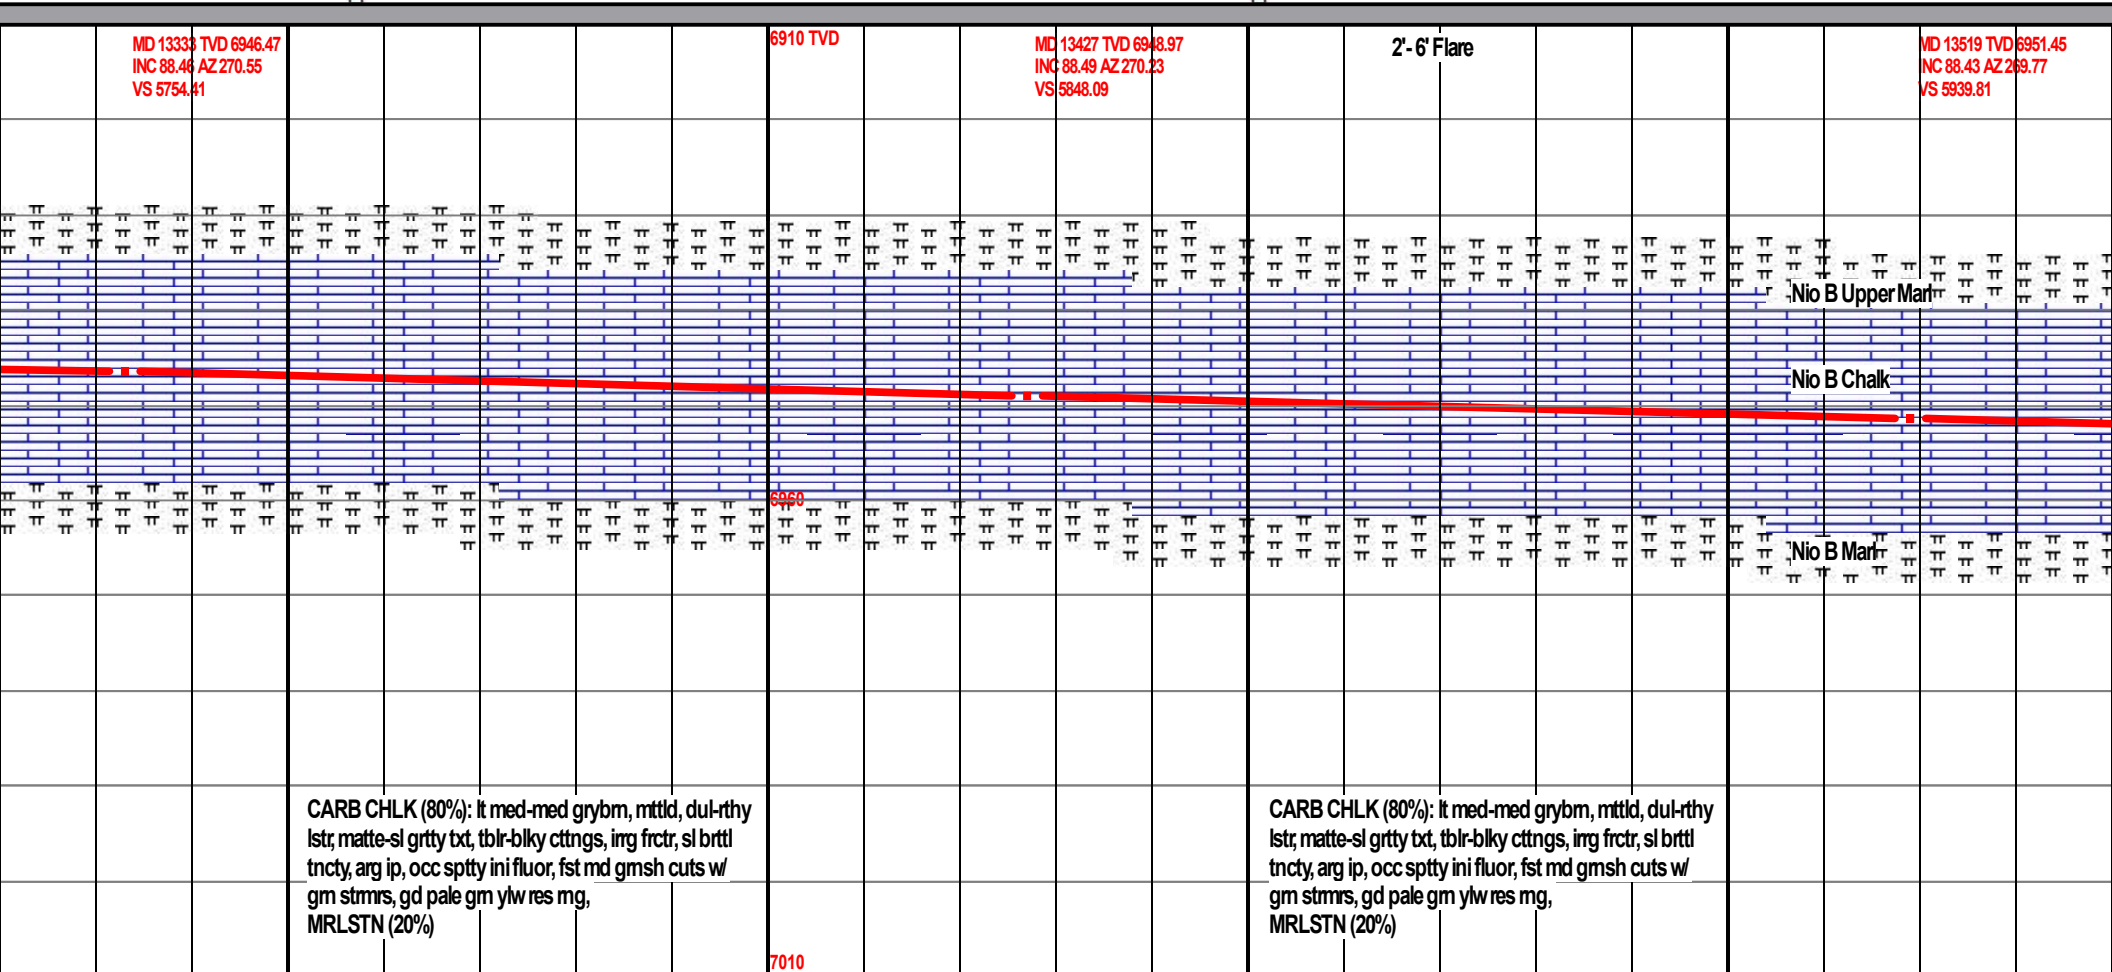 MD 13333 TVD 6946.47
INC 88.46 AZ 270.55
VS 5754.41
6910 TVD
MD 13427 TVD 6948.97
INC 88.49 AZ 270.23
VS 5848.09
2'- 6' Flare
MD 13519 TVD 6951.45
INC 88.43 AZ 269.77
VS 5939.81
Nio B Upper Marl
Nio B Chalk
6960
Nio B Marl
CARB CHLK (80%): lt med-med grybrn, mttld, dul-rthy
lstr, matte-sl grtty txt, tblr-blky cttngs, irrg frctr, sl brttl
tncty, arg ip, occ sptty ini fluor, fst md grnsh cuts w/
grn strmrs, gd pale grn ylw res rng,
MRLSTN (20%)
CARB CHLK (80%): lt med-med grybrn, mttld, dul-rthy
lstr, matte-sl grtty txt, tblr-blky cttngs, irrg frctr, sl brttl
tncty, arg ip, occ sptty ini fluor, fst md grnsh cuts w/
grn strmrs, gd pale grn ylw res rng,
MRLSTN (20%)
7010